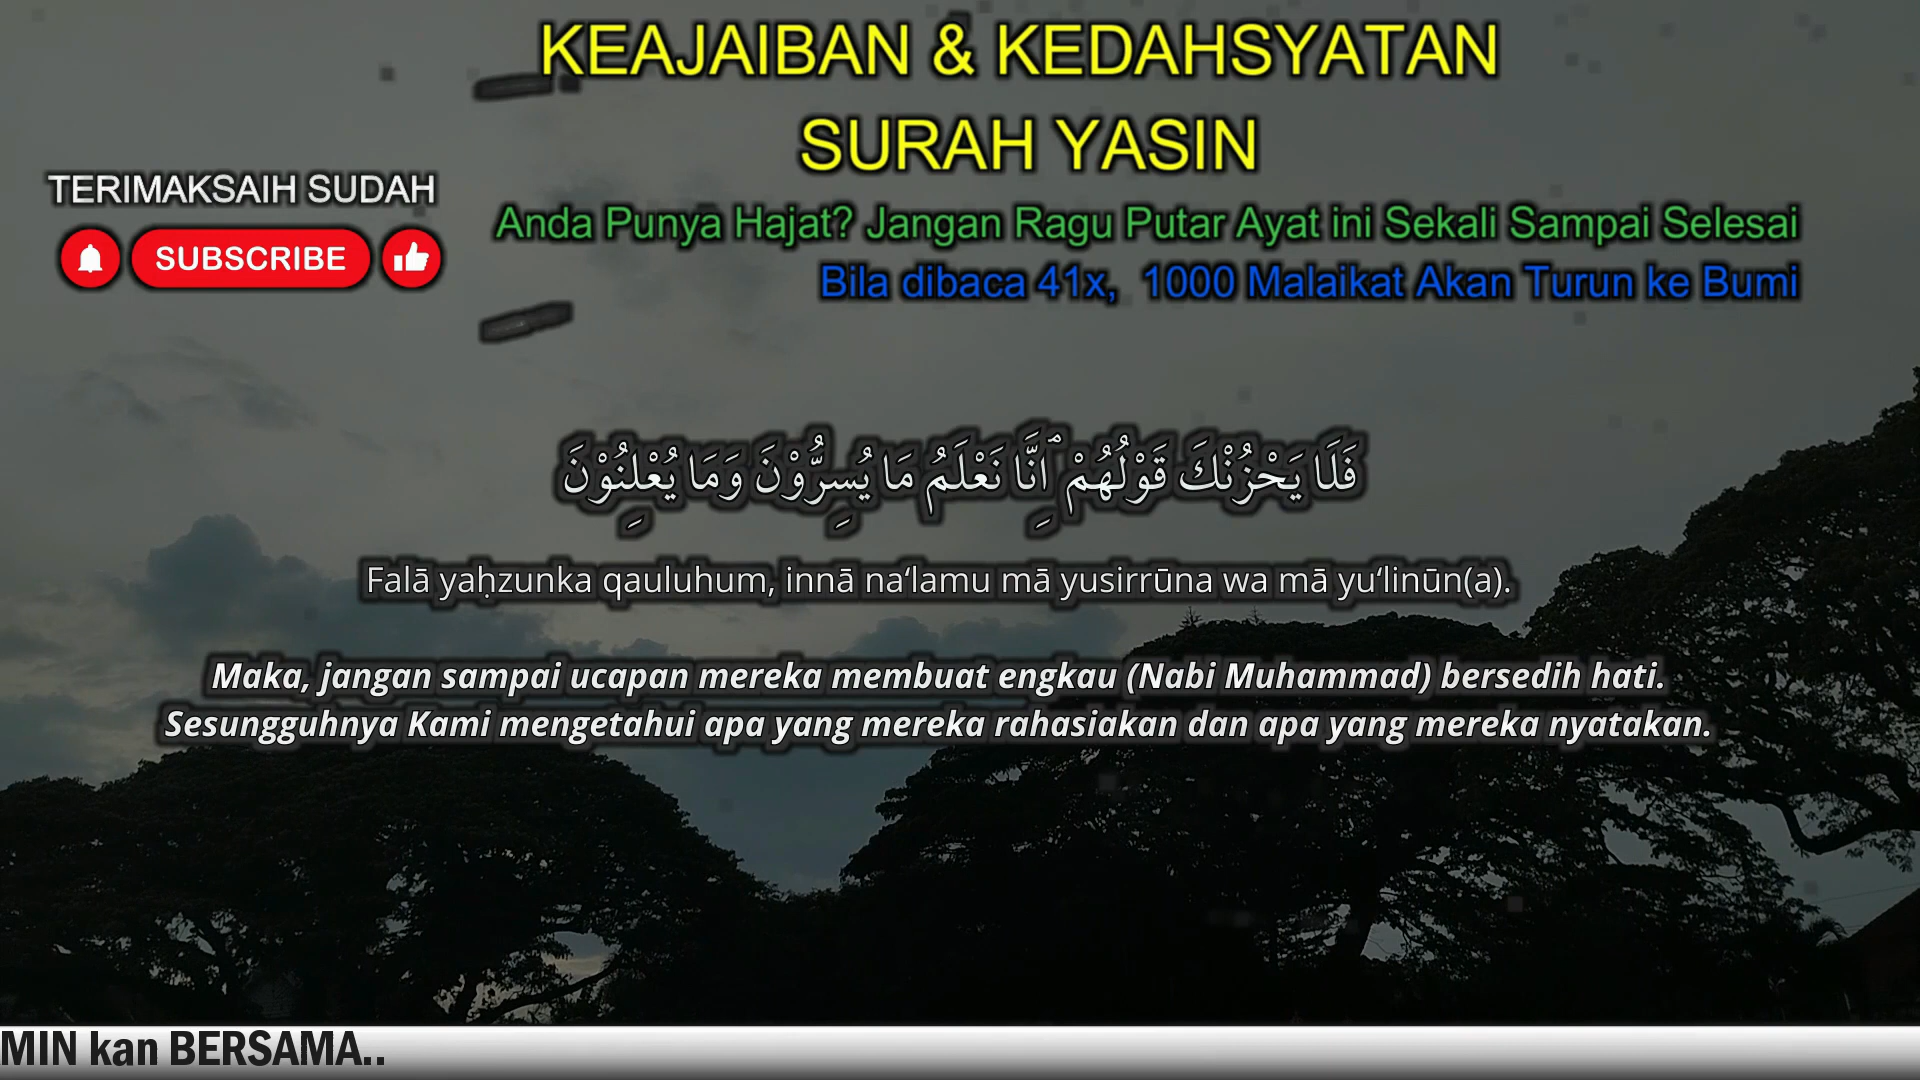 KEAJAIBAN & KEDAHSYATAN
SURAH YASIN
TERIMAKSAIH SUDAH
SUBSCRIBE
Anda Punya Hajat? Jangan Ragu Putar Ayat ini Sekali Sampai Selesai
Bila dibaca 41x, 1000 Malaikat Akan Turun ke Bumi
فَلَا يَحْزُنْكَ قَوْلُهُمْ ۘاِنَّا نَعْلَمُ مَا يُسِرُّوْنَ وَمَا يُعْلِنُوْنَ
Falā yaḥzunka qauluhum, innā na‘lamu mā yusirrūna wa mā yu‘linūn(a).
Maka, jangan sampai ucapan mereka membuat engkau (Nabi Muhammad) bersedih hati.
Sesungguhnya Kami mengetahui apa yang mereka rahasiakan dan apa yang mereka nyatakan.
MIN kan BERSAMA..